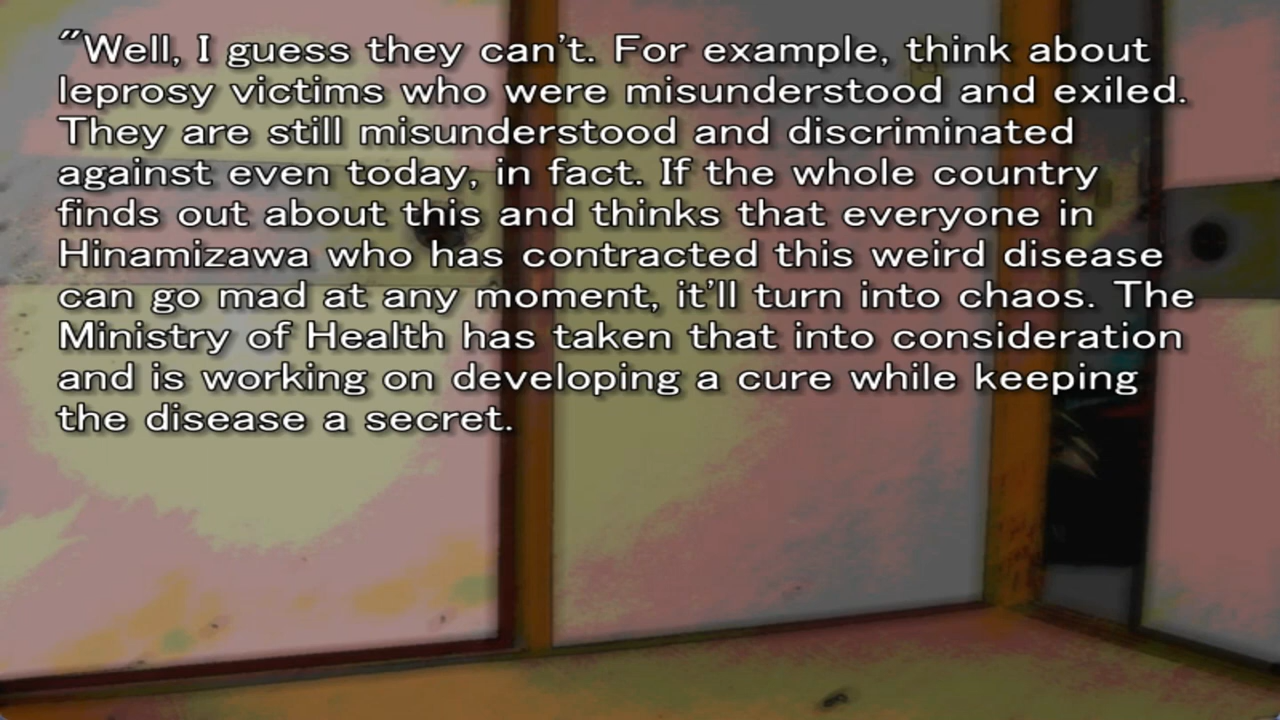 "Well, I guess they can't. For example, think about
leprosy victims who were misunderstood and exiled.
They are still misunderstood and discriminated
against even today, in fact. If the whole country
finds out about this and thinks that everyone in
Hinamizawa who has contracted this weird disease
can go mad at any moment, it'll turn into chaos. The
Ministry of Health has taken that into consideration
and is working on developing a cure while keeping
the disease a secret.